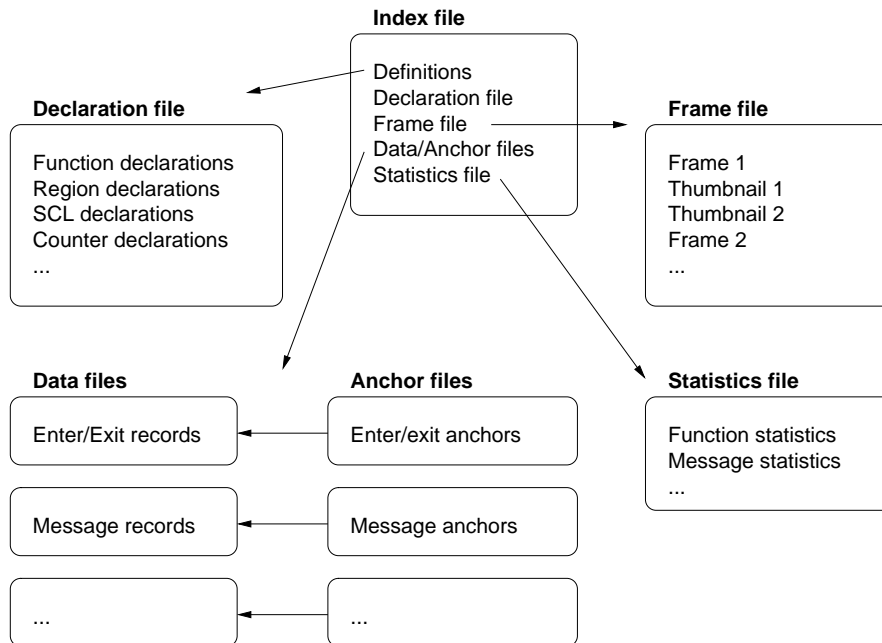 Index file
Definitions
Declaration file
Frame file
Data/Anchor files
Statistics file
Declaration file
Function declarations
Region declarations
SCL declarations
Counter declarations
...
Frame file
Frame 1
Thumbnail 1
Thumbnail 2
Frame 2
...
Data files
Enter/Exit records
Message records
...
Anchor files
Enter/exit anchors
Message anchors
...
Statistics file
Function statistics
Message statistics
...